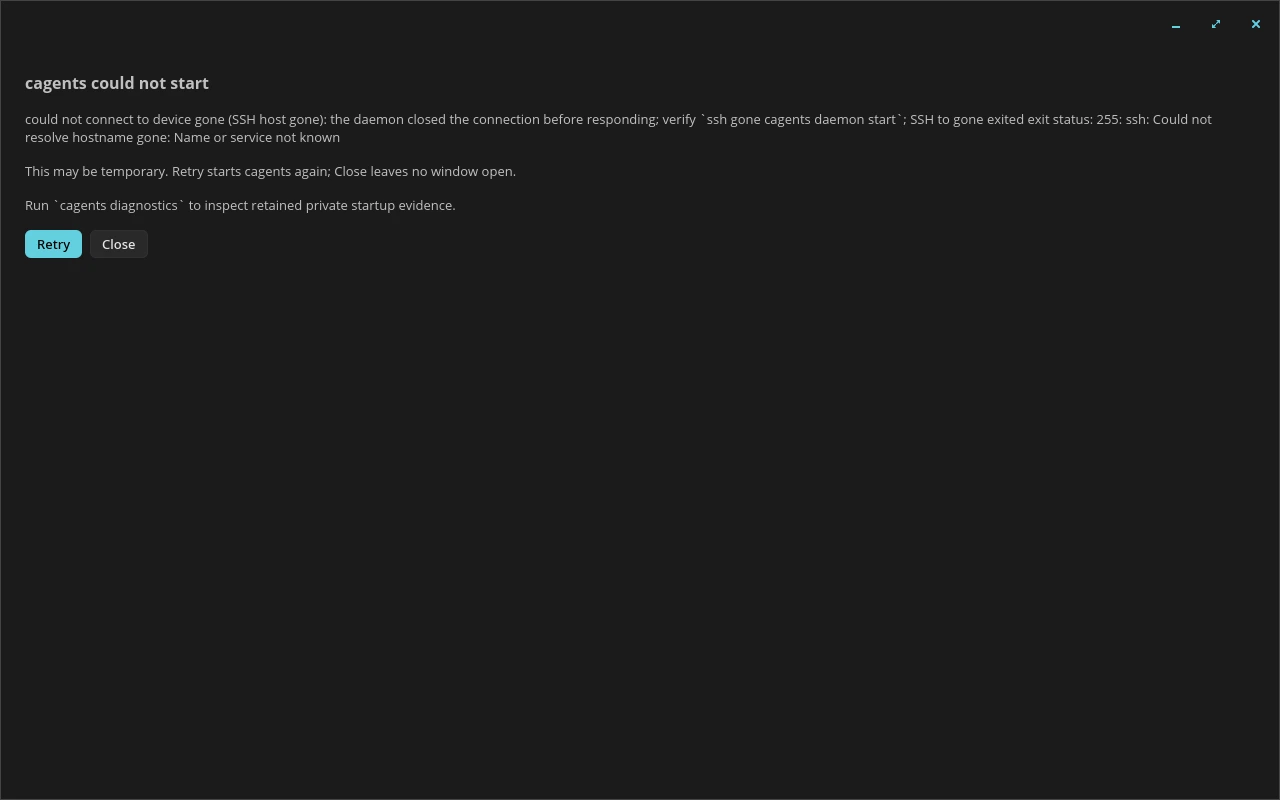 cagents could not start
could not connect to device gone (SSH host gone): the daemon closed the connection before responding; verify `ssh gone cagents daemon start`; SSH to gone exited exit status: 255: ssh: Could not
resolve hostname gone: Name or service not known
This may be temporary. Retry starts cagents again; Close leaves no window open.
Run `cagents diagnostics` to inspect retained private startup evidence.
Retry Close